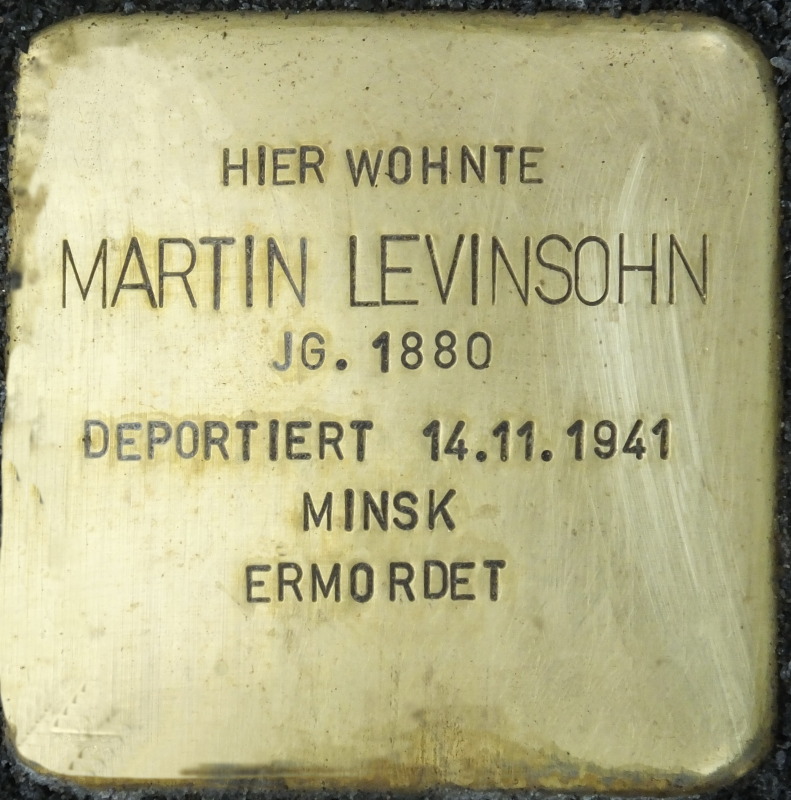 HIER WOHNTE
MARTIN LEVINSOHN
JG. 1880
DEPORTIERT 14.11.1941
MINSK
ERMORDET